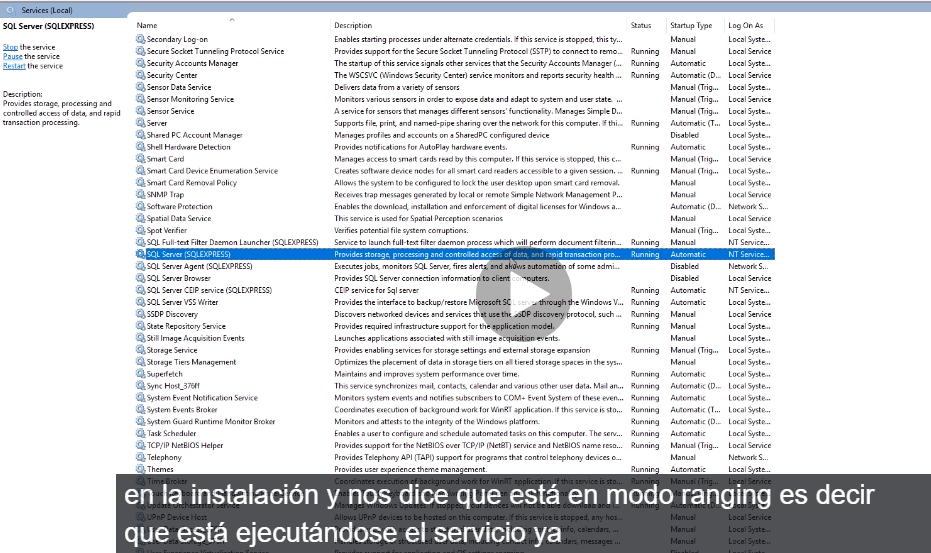 Services (Local)
SQL Server (SQLEXPRESS)
Stop the service
Pause the service
Restart the service
Description:
Provides storage, processing and
controlled access of data, and rapid
transaction processing.
Name Description Status Startup Type Log On As
Secondary Log-on Enables starting processes under alternate credentials. If this service is stopped, this ty... Manual Local Syste...
Secure Socket Tunneling Protocol Service Provides support for the Secure Socket Tunneling Protocol (SSTP) to connect to remo... Running Manual Local Service
Security Accounts Manager The startup of this service signals other services that the Security Accounts Manager (... Running Automatic Local Syste...
Security Center The WSCSVC (Windows Security Center) service monitors and reports security health ... Running Automatic (D... Local Service
Sensor Data Service Delivers data from a variety of sensors Manual (Trig... Local Syste...
Sensor Monitoring Service Monitors various sensors in order to expose data and adapt to system and user state. ... Manual (Trig... Local Service
Sensor Service A service for sensors that manages different sensors' functionality. Manages Simple D... Manual (Trig... Local Syste...
Server Supports file, print, and named-pipe sharing over the network for this computer. If thi... Running Automatic (T... Local Syste...
Shared PC Account Manager Manages profiles and accounts on a SharedPC configured device Disabled Local Syste...
Shell Hardware Detection Provides notifications for AutoPlay hardware events. Running Automatic Local Syste...
Smart Card Manages access to smart cards read by this computer. If this service is stopped, this c... Manual (Trig... Local Service
Smart Card Device Enumeration Service Creates software device nodes for all smart card readers accessible to a given session. ... Running Manual (Trig... Local Syste...
Smart Card Removal Policy Allows the system to be configured to lock the user desktop upon smart card removal. Manual Local Syste...
SNMP Trap Receives trap messages generated by local or remote Simple Network Management P... Manual Local Service
Software Protection Enables the download, installation and enforcement of digital licenses for Windows a... Automatic (D... Network S...
Spatial Data Service This service is used for Spatial Perception scenarios Manual Local Service
Spot Verifier Verifies potential file system corruptions. Manual (Trig... Local Syste...
SQL Full-text Filter Daemon Launcher (SQLEXPRESS) Service to launch full-text filter daemon process which will perform document filterin... Running Manual NT Service...
SQL Server (SQLEXPRESS) Provides storage, processing and controlled access of data, and rapid transaction pro... Running Automatic NT Service...
SQL Server Agent (SQLEXPRESS) Executes jobs, monitors SQL Server, fires alerts, and allows automation of some admi... Disabled Network S...
SQL Server Browser Provides SQL Server connection information to client computers. Disabled Local Service
SQL Server CEIP service (SQLEXPRESS) CEIP service for Sql server Running Automatic NT Service...
SQL Server VSS Writer Provides the interface to backup/restore Microsoft SQL server through the Windows V... Running Automatic Local Syste...
SSDP Discovery Discovers networked devices and services that use the SSDP discovery protocol, such ... Running Manual Local Service
State Repository Service Provides required infrastructure support for the application model. Running Manual Local Syste...
Still Image Acquisition Events Launches applications associated with still image acquisition events. Manual Local Syste...
Storage Service Provides enabling services for storage settings and external storage expansion Running Manual (Trig... Local Syste...
Storage Tiers Management Optimizes the placement of data in storage tiers on all tiered storage spaces in the sys... Manual Local Syste...
Superfetch Maintains and improves system performance over time. Running Automatic Local Syste...
Sync Host_376ff This service synchronizes mail, contacts, calendar and various other user data. Mail an... Running Automatic (D... Local Syste...
System Event Notification Service Monitors system events and notifies subscribers to COM+ Event System of these even... Running Automatic Local Syste...
System Events Broker Coordinates execution of background work for WinRT application. If this service is sto... Running Automatic (T... Local Syste...
System Guard Runtime Monitor Broker Monitors and attests to the integrity of the Windows platform. Running Automatic (D... Local Syste...
Task Scheduler Enables a user to configure and schedule automated tasks on this computer. The serv... Running Automatic Local Syste...
TCP/IP NetBIOS Helper Provides support for the NetBIOS over TCP/IP (NetBT) service and NetBIOS name reso... Running Manual (Trig... Local Service
Telephony Provides Telephony API (TAPI) support for programs that control telephony devices o... Manual Network S...
Themes Provides user experience theme management. Running Automatic Local Syste...
en la instalación y nos dice que está en modo ranging es decir
que está ejecutándose el servicio ya